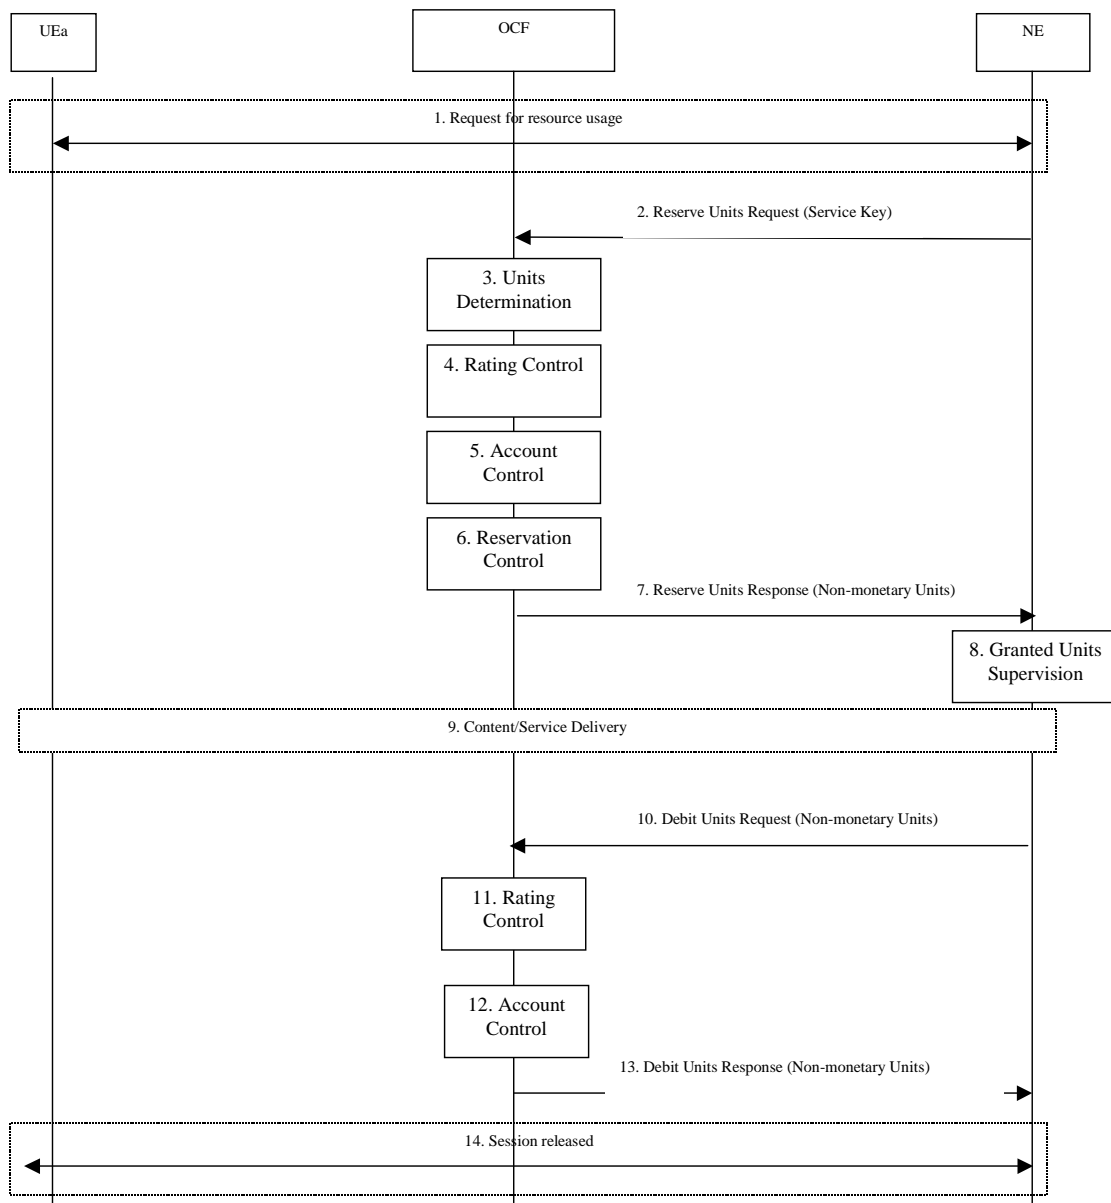 UEa
OCF
NE
1. Request for resource usage
2. Reserve Units Request (Service Key)
3. Units
Determination
4. Rating Control
5. Account
Control
6. Reservation
Control
7. Reserve Units Response (Non-monetary Units)
8. Granted Units
Supervision
9. Content/Service Delivery
10. Debit Units Request (Non-monetary Units)
11. Rating
Control
12. Account
Control
13. Debit Units Response (Non-monetary Units)
14. Session released